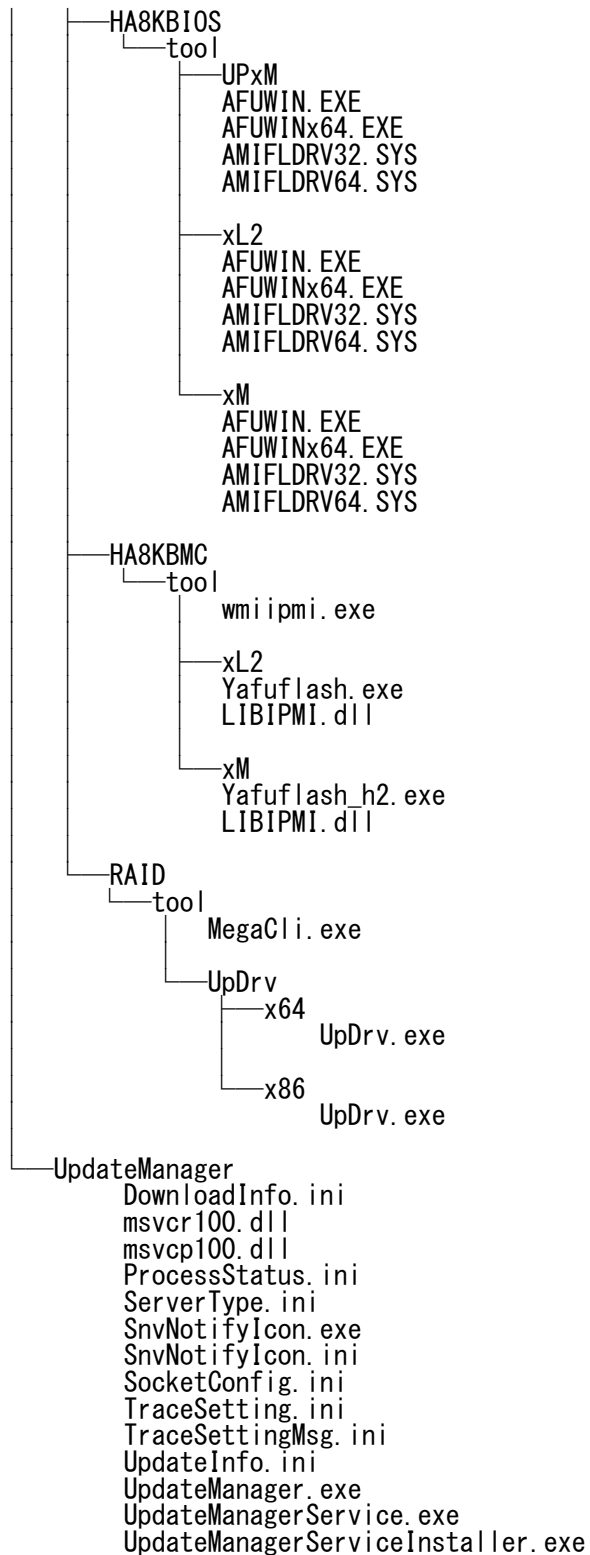 HA8KBIOS
tool
UPxM
AFUWIN.EXE
AFUWINx64.EXE
AMIFLDRV32.SYS
AMIFLDRV64.SYS
xL2
AFUWIN.EXE
AFUWINx64.EXE
AMIFLDRV32.SYS
AMIFLDRV64.SYS
xM
AFUWIN.EXE
AFUWINx64.EXE
AMIFLDRV32.SYS
AMIFLDRV64.SYS
HA8KBMC
tool
wmiipmi.exe
xL2
Yafuflash.exe
LIBIPMI.dll
xM
Yafuflash_h2.exe
LIBIPMI.dll
RAID
tool
MegaCli.exe
UpDrv
x64
UpDrv.exe
x86
UpDrv.exe
UpdateManager
DownloadInfo.ini
msvcr100.dll
msvcp100.dll
ProcessStatus.ini
ServerType.ini
SnvNotifyIcon.exe
SnvNotifyIcon.ini
SocketConfig.ini
TraceSetting.ini
TraceSettingMsg.ini
UpdateInfo.ini
UpdateManager.exe
UpdateManagerService.exe
UpdateManagerServiceInstaller.exe